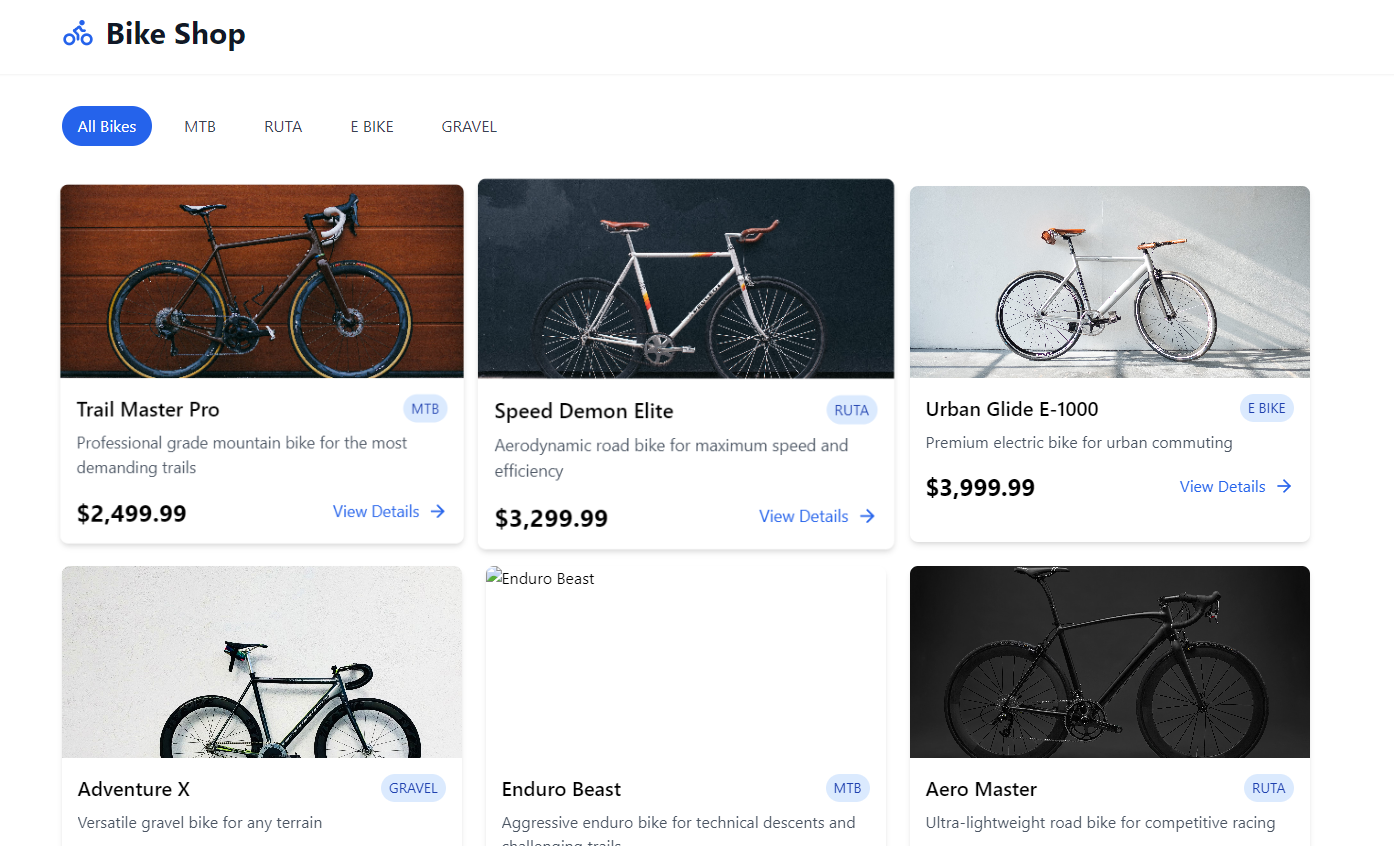 Bike Shop
All Bikes MTB RUTA E BIKE GRAVEL
Trail Master Pro MTB
Professional grade mountain bike for the most
demanding trails
$2,499.99 View Details
Speed Demon Elite RUTA
Aerodynamic road bike for maximum speed and
efficiency
$3,299.99 View Details
Urban Glide E-1000 E BIKE
Premium electric bike for urban commuting
$3,999.99 View Details
Adventure X GRAVEL
Versatile gravel bike for any terrain
Enduro Beast
Enduro Beast MTB
Aggressive enduro bike for technical descents and
challenging trails
Aero Master RUTA
Ultra-lightweight road bike for competitive racing